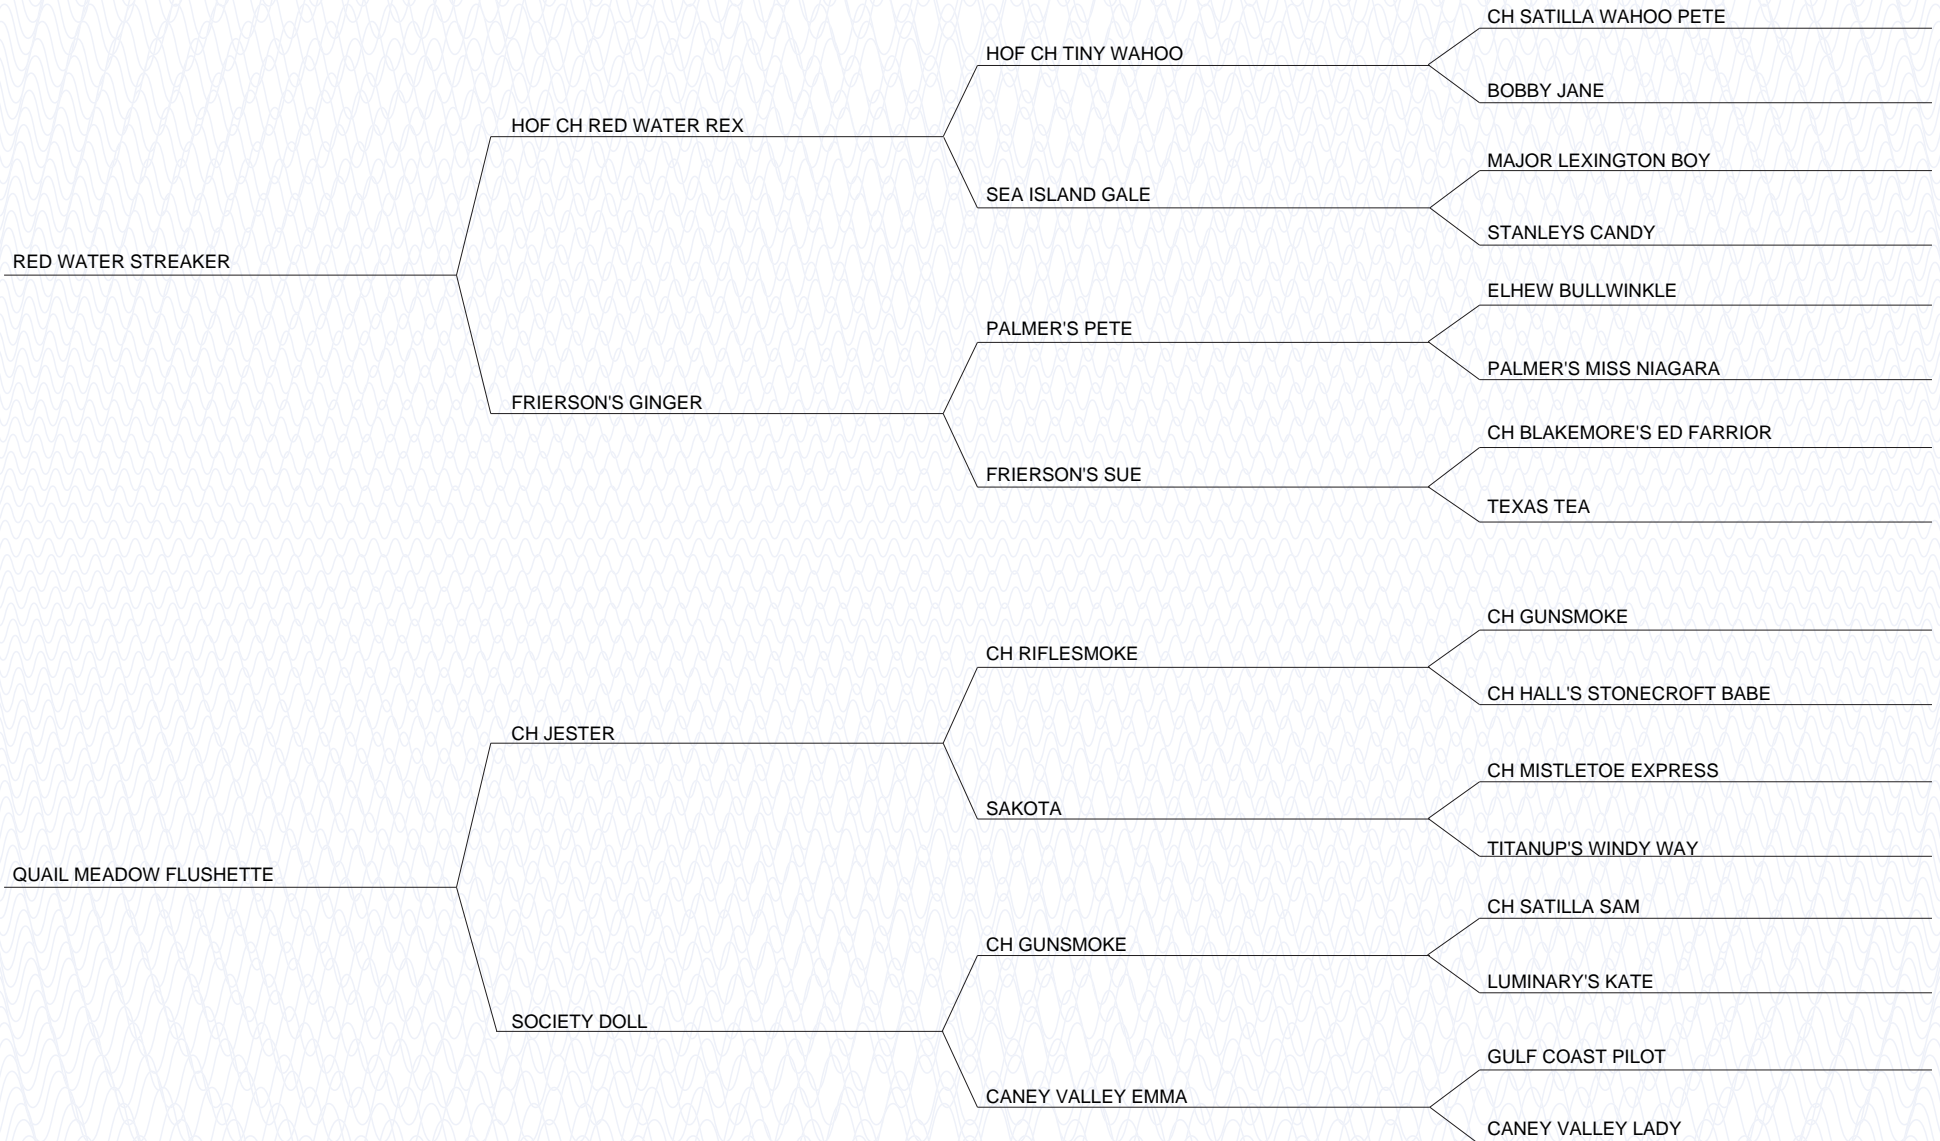 CH SATILLA WAHOO PETE
HOF CH TINY WAHOO
BOBBY JANE
HOF CH RED WATER REX
MAJOR LEXINGTON BOY
SEA ISLAND GALE
STANLEYS CANDY
RED WATER STREAKER
ELHEW BULLWINKLE
PALMER'S PETE
PALMER'S MISS NIAGARA
FRIERSON'S GINGER
CH BLAKEMORE'S ED FARRIOR
FRIERSON'S SUE
TEXAS TEA
CH GUNSMOKE
CH RIFLESMOKE
CH HALL'S STONECROFT BABE
CH JESTER
CH MISTLETOE EXPRESS
SAKOTA
TITANUP'S WINDY WAY
QUAIL MEADOW FLUSHETTE
CH SATILLA SAM
CH GUNSMOKE
LUMINARY'S KATE
SOCIETY DOLL
GULF COAST PILOT
CANEY VALLEY EMMA
CANEY VALLEY LADY